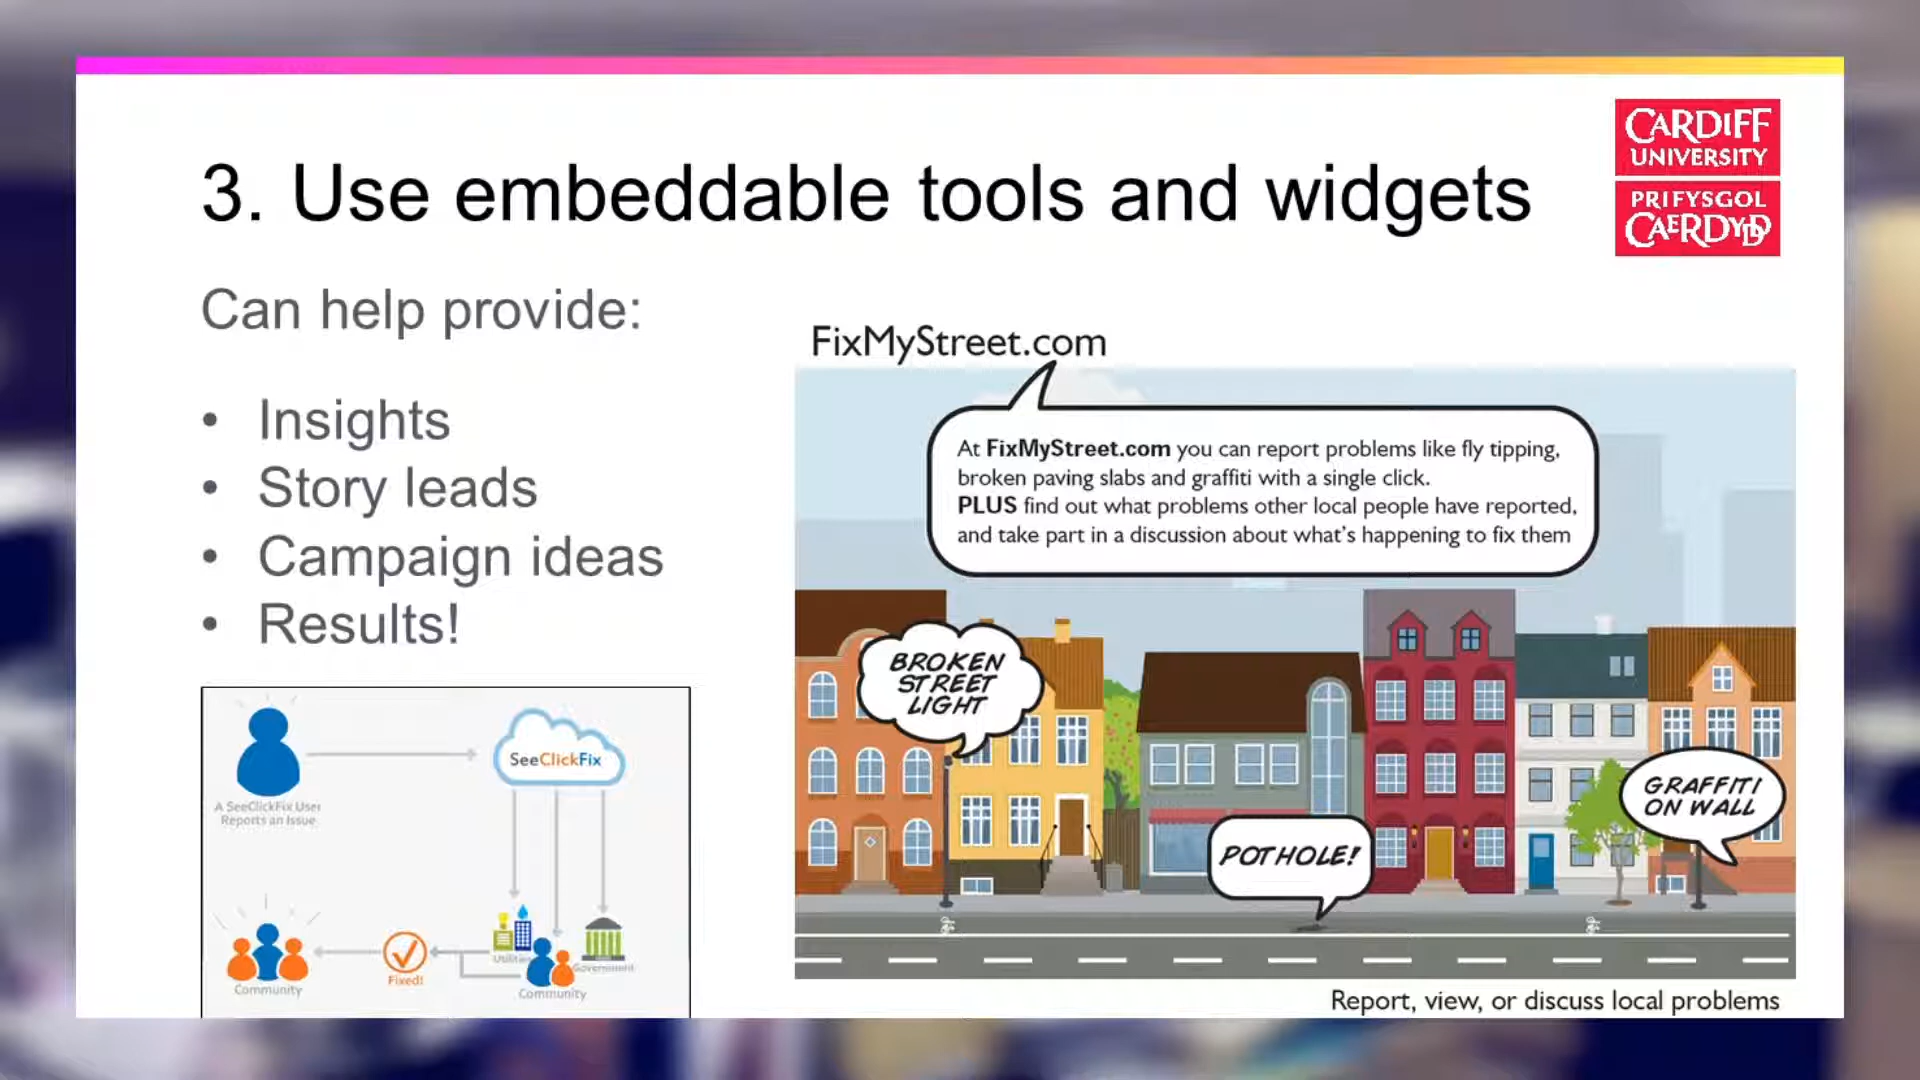 CARDIFF
UNIVERSITY
PRIFYSGOL
CAERDYDD
3. Use embeddable tools and widgets
Can help provide:
• Insights
• Story leads
• Campaign ideas
• Results!
SeeClickFix
A SeeClickFix User
Reports an Issue
Utilities
Government
Community
Fixed!
Community
FixMyStreet.com
At FixMyStreet.com you can report problems like fly tipping,
broken paving slabs and graffiti with a single click.
PLUS find out what problems other local people have reported,
and take part in a discussion about what's happening to fix them
BROKEN
STREET
LIGHT
POTHOLE!
GRAFFITI
ON WALL
Report, view, or discuss local problems